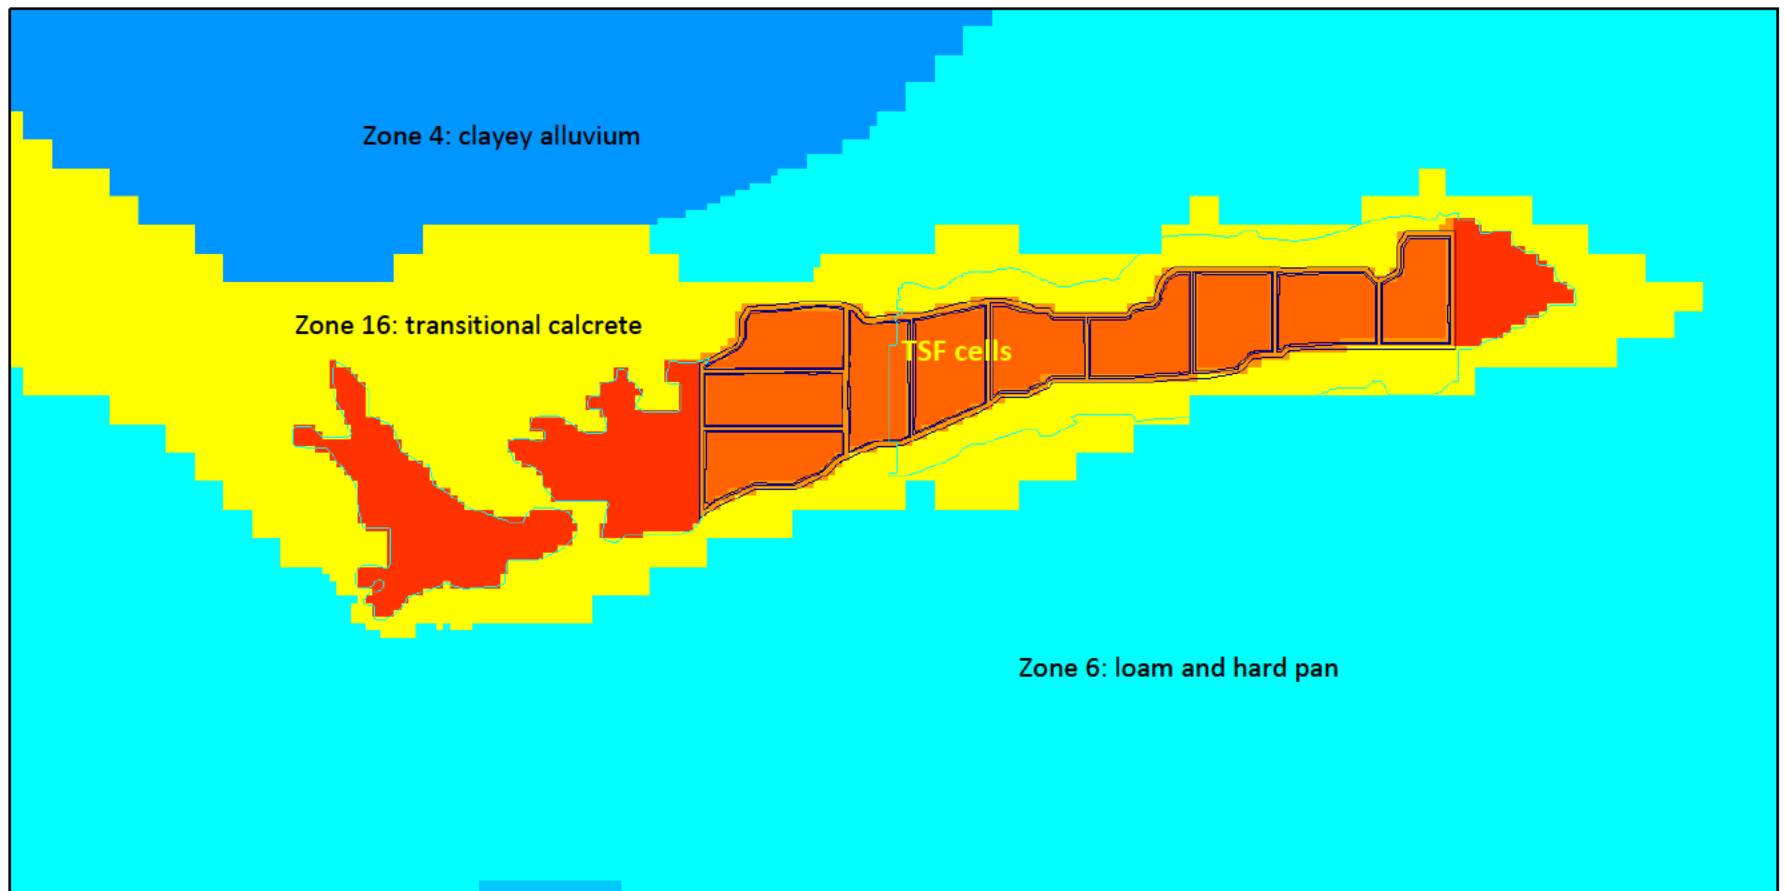 Zone 4: clayey alluvium
Zone 16: transitional calcrete
TSF cells
Zone 6: loam and hard pan